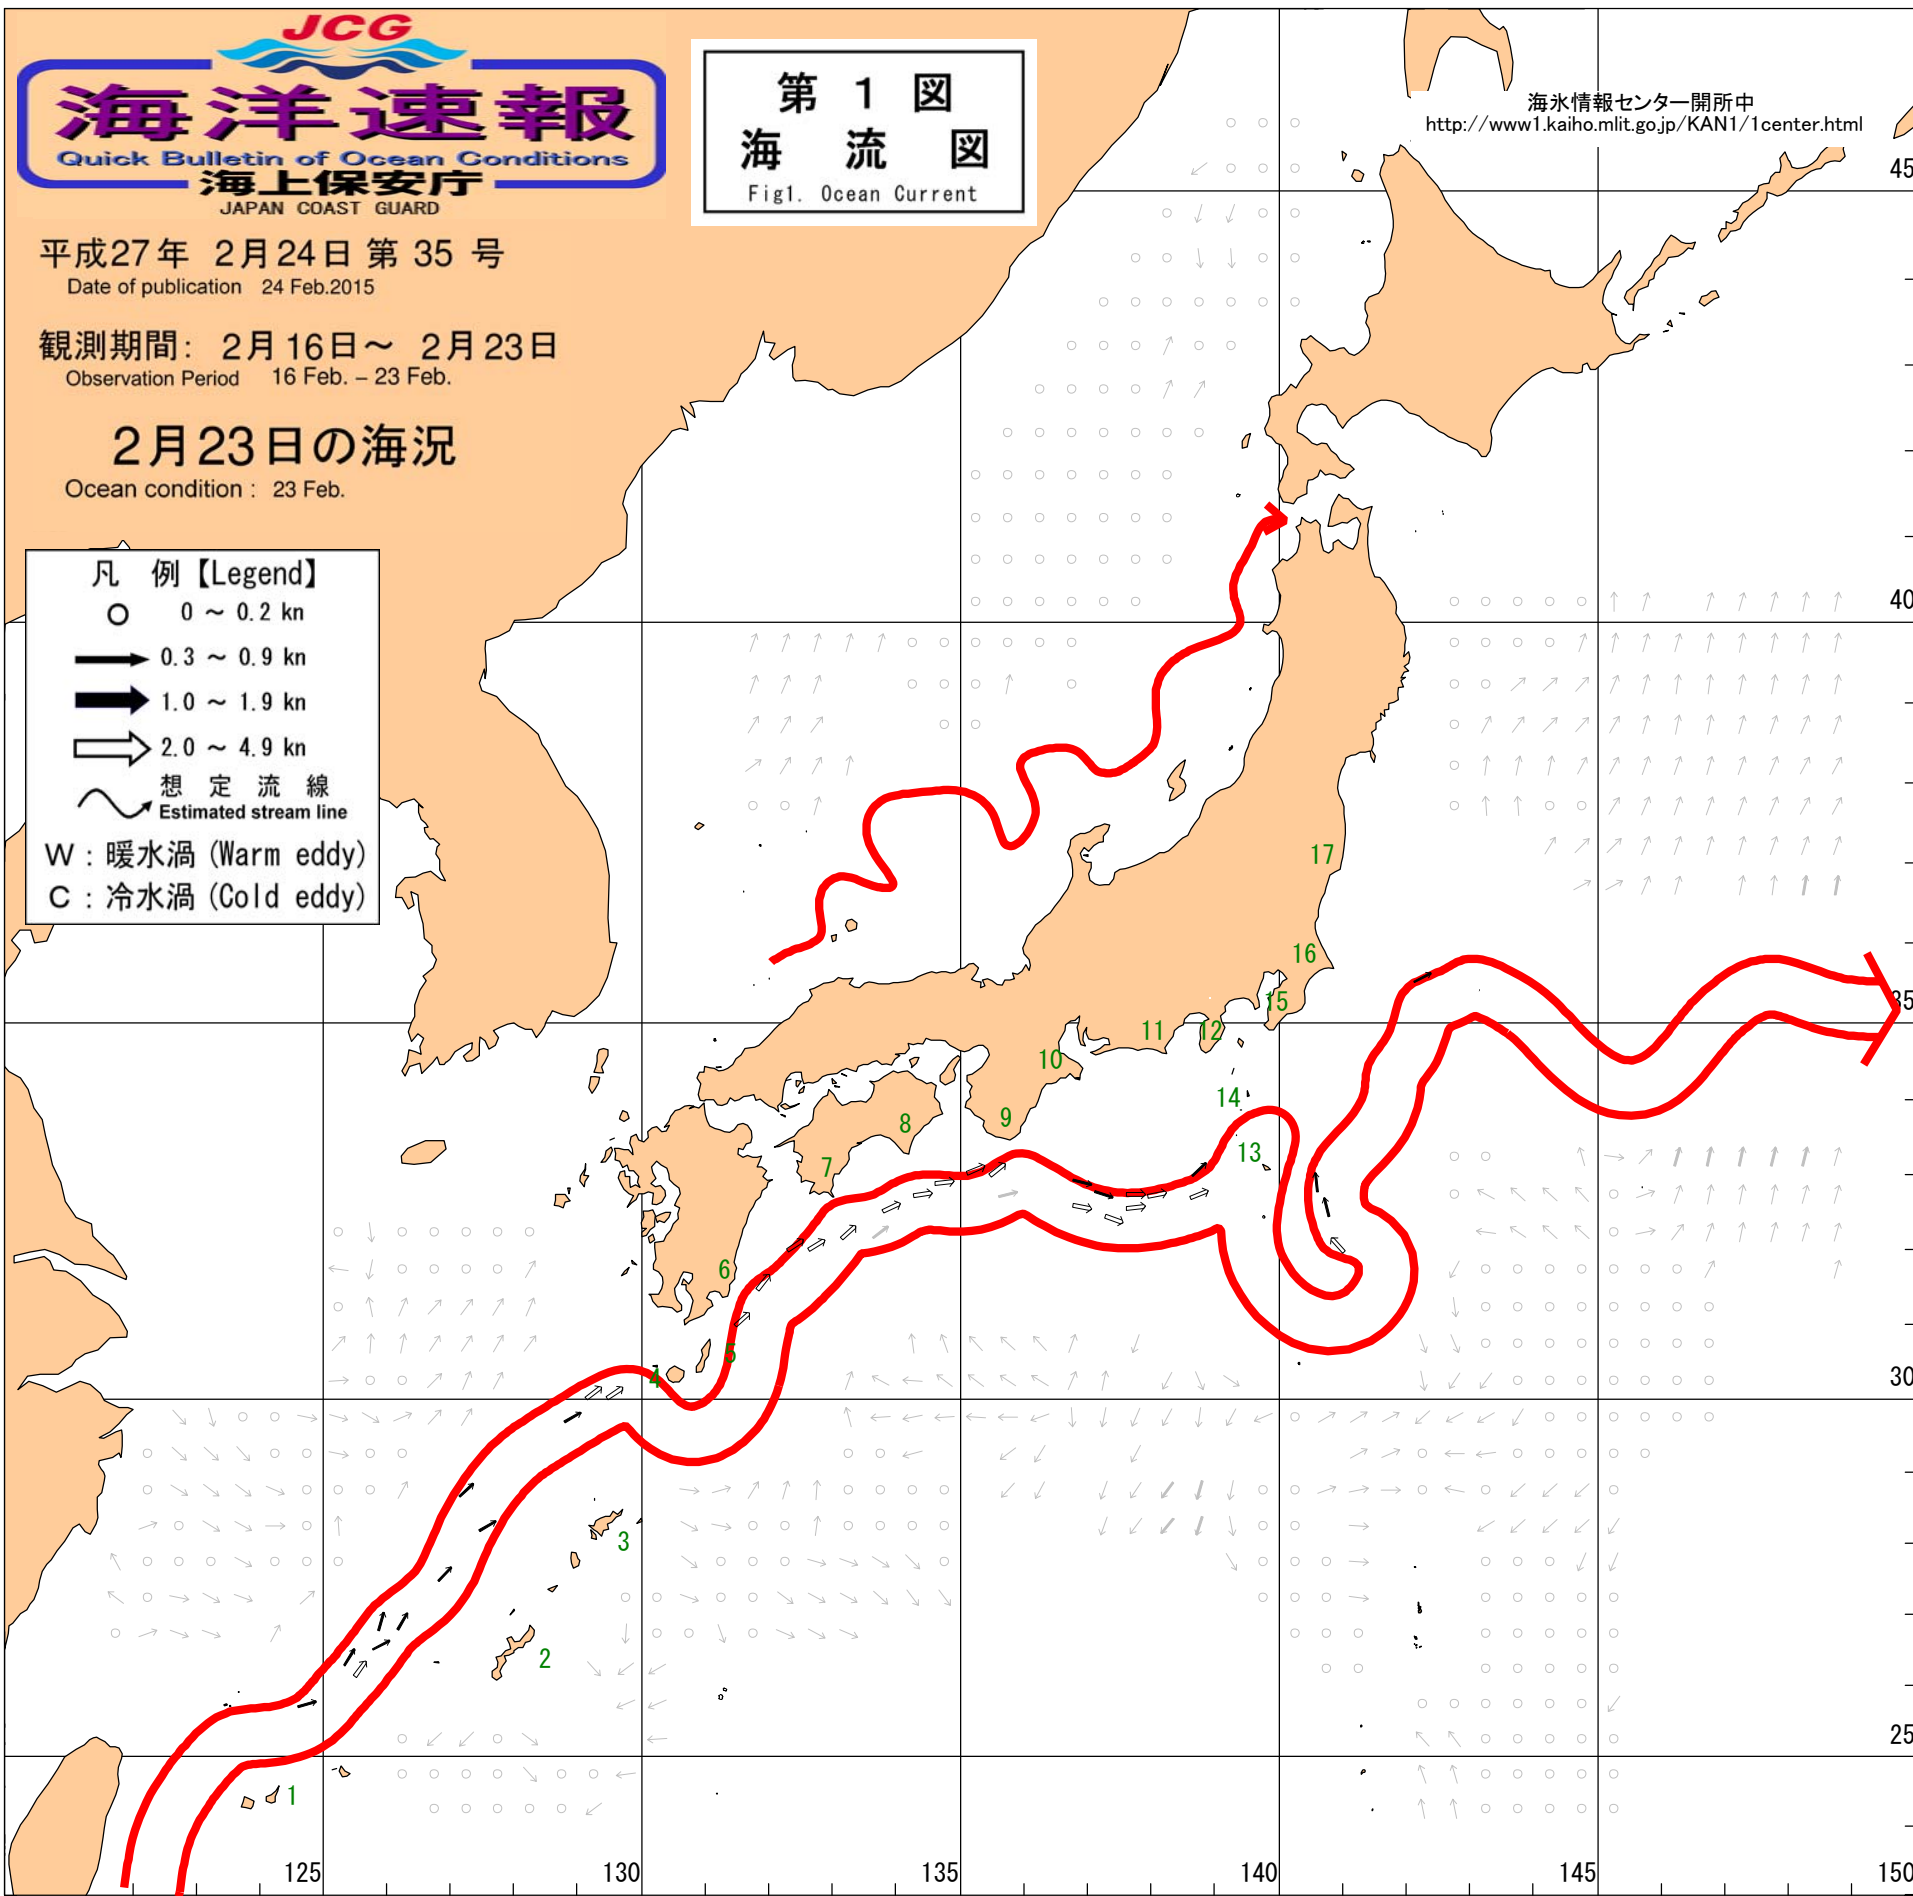 JCG
海洋速報
Quick Bulletin of Ocean Conditions
海上保安庁
JAPAN COAST GUARD
平成27年 2月24日 第 35 号
Date of publication 24 Feb.2015
観測期間: 2月16日～ 2月23日
Observation Period 16 Feb. – 23 Feb.
2月23日の海況
Ocean condition : 23 Feb.
第 1 図
海 流 図
Fig1. Ocean Current
海氷情報センター開所中
http://www1.kaiho.mlit.go.jp/KAN1/1center.html
凡 例【Legend】
0 ～ 0.2 kn
0.3 ～ 0.9 kn
1.0 ～ 1.9 kn
2.0 ～ 4.9 kn
想 定 流 線
Estimated stream line
W : 暖水渦 (Warm eddy)
C : 冷水渦 (Cold eddy)
45
40
35
30
25
17
16
15
12
11
10
14
13
9
8
7
6
5
4
3
2
1
125
130
135
140
145
150